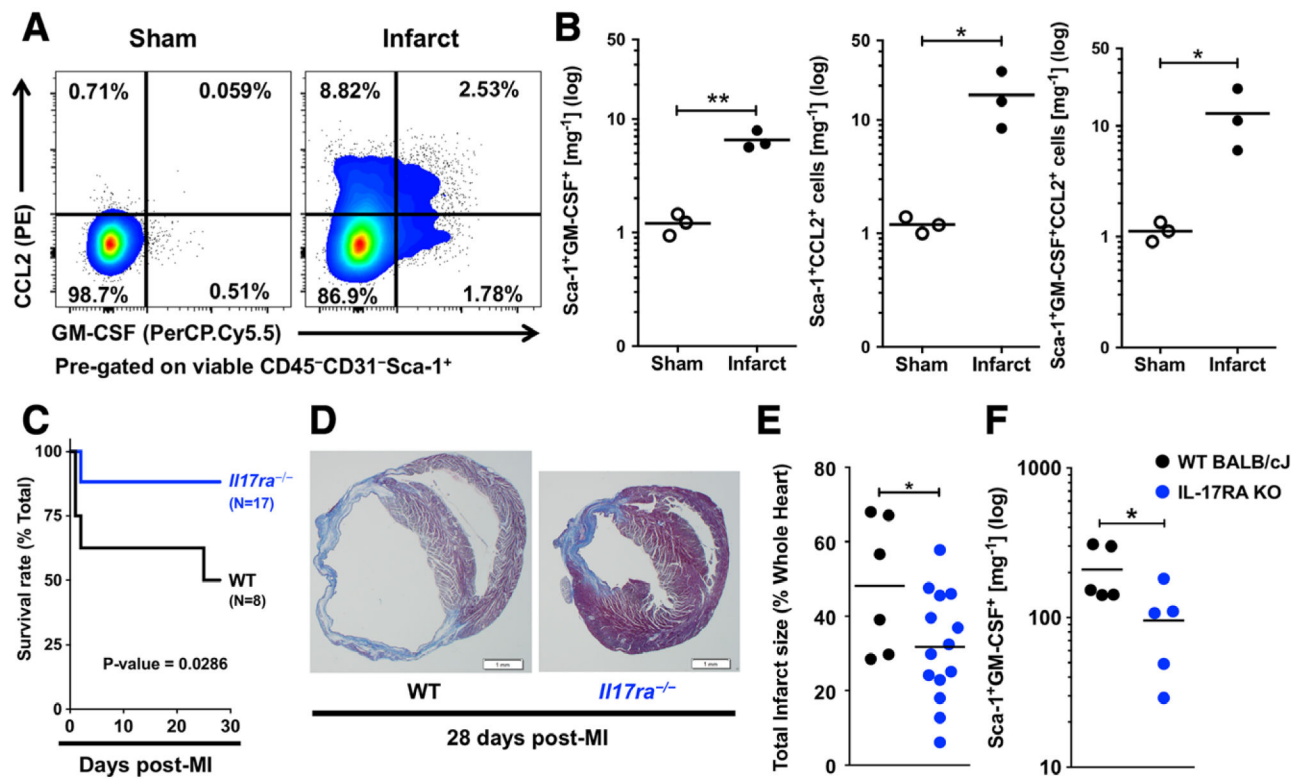 A
Sham
Infarct
0.71%
0.059%
98.7%
0.51%
8.82%
2.53%
86.9%
1.78%
CCL2 (PE)
GM-CSF (PerCP.Cy5.5)
Pre-gated on viable CD45⁻CD31⁻Sca-1⁺
B
Sca-1⁺GM-CSF⁺ [mg⁻¹] (log)
50
10
1
0
**
Sham
Infarct
Sca-1⁺CCL2⁺ cells [mg⁻¹] (log)
50
10
1
0
*
Sham
Infarct
Sca-1⁺GM-CSF⁺CCL2⁺ cells [mg⁻¹] (log)
50
10
1
0
*
Sham
Infarct
C
Survival rate (% Total)
100
75
50
25
0
Il17ra⁻/⁻
(N=17)
WT
(N=8)
P-value = 0.0286
0
10
20
30
Days post-MI
D
1 mm
1 mm
WT
Il17ra⁻/⁻
28 days post-MI
E
Total Infarct size (% Whole Heart)
80
60
40
20
0
*
F
WT BALB/cJ
IL-17RA KO
Sca-1⁺GM-CSF⁺ [mg⁻¹] (log)
1000
100
10
*